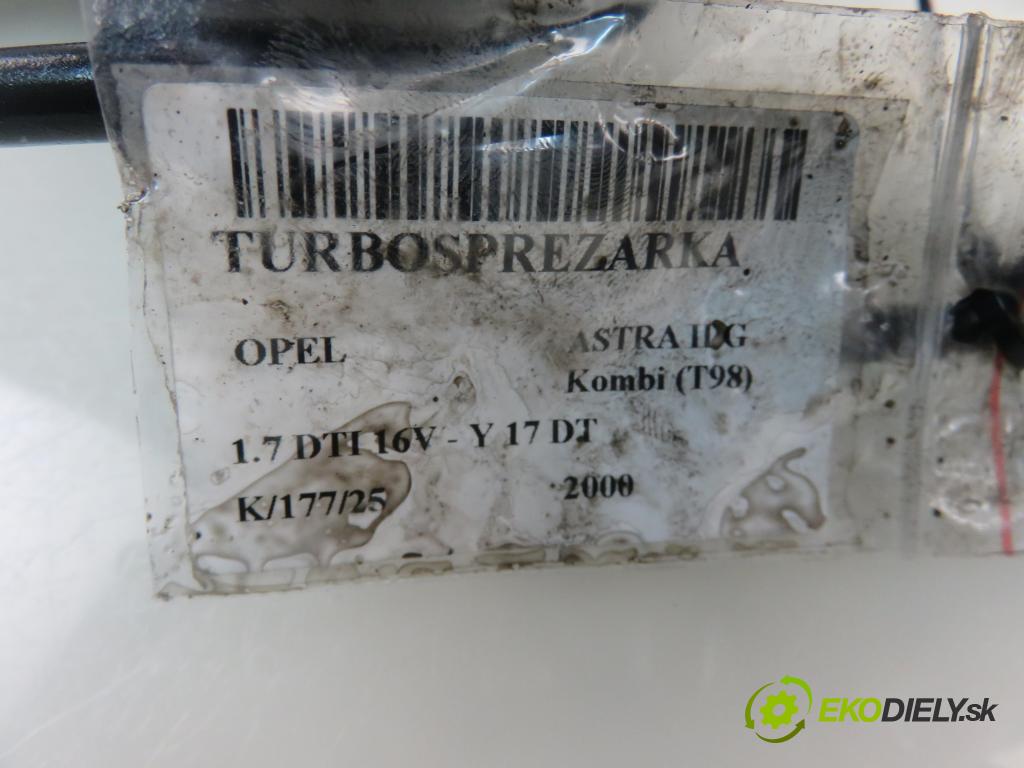 TURBOSPREZARKA
OPEL
ASTRA II G
Kombi (T98)
1.7 DTI 16V - Y 17 DT
K/177/25
2000
EKODIELY.sk